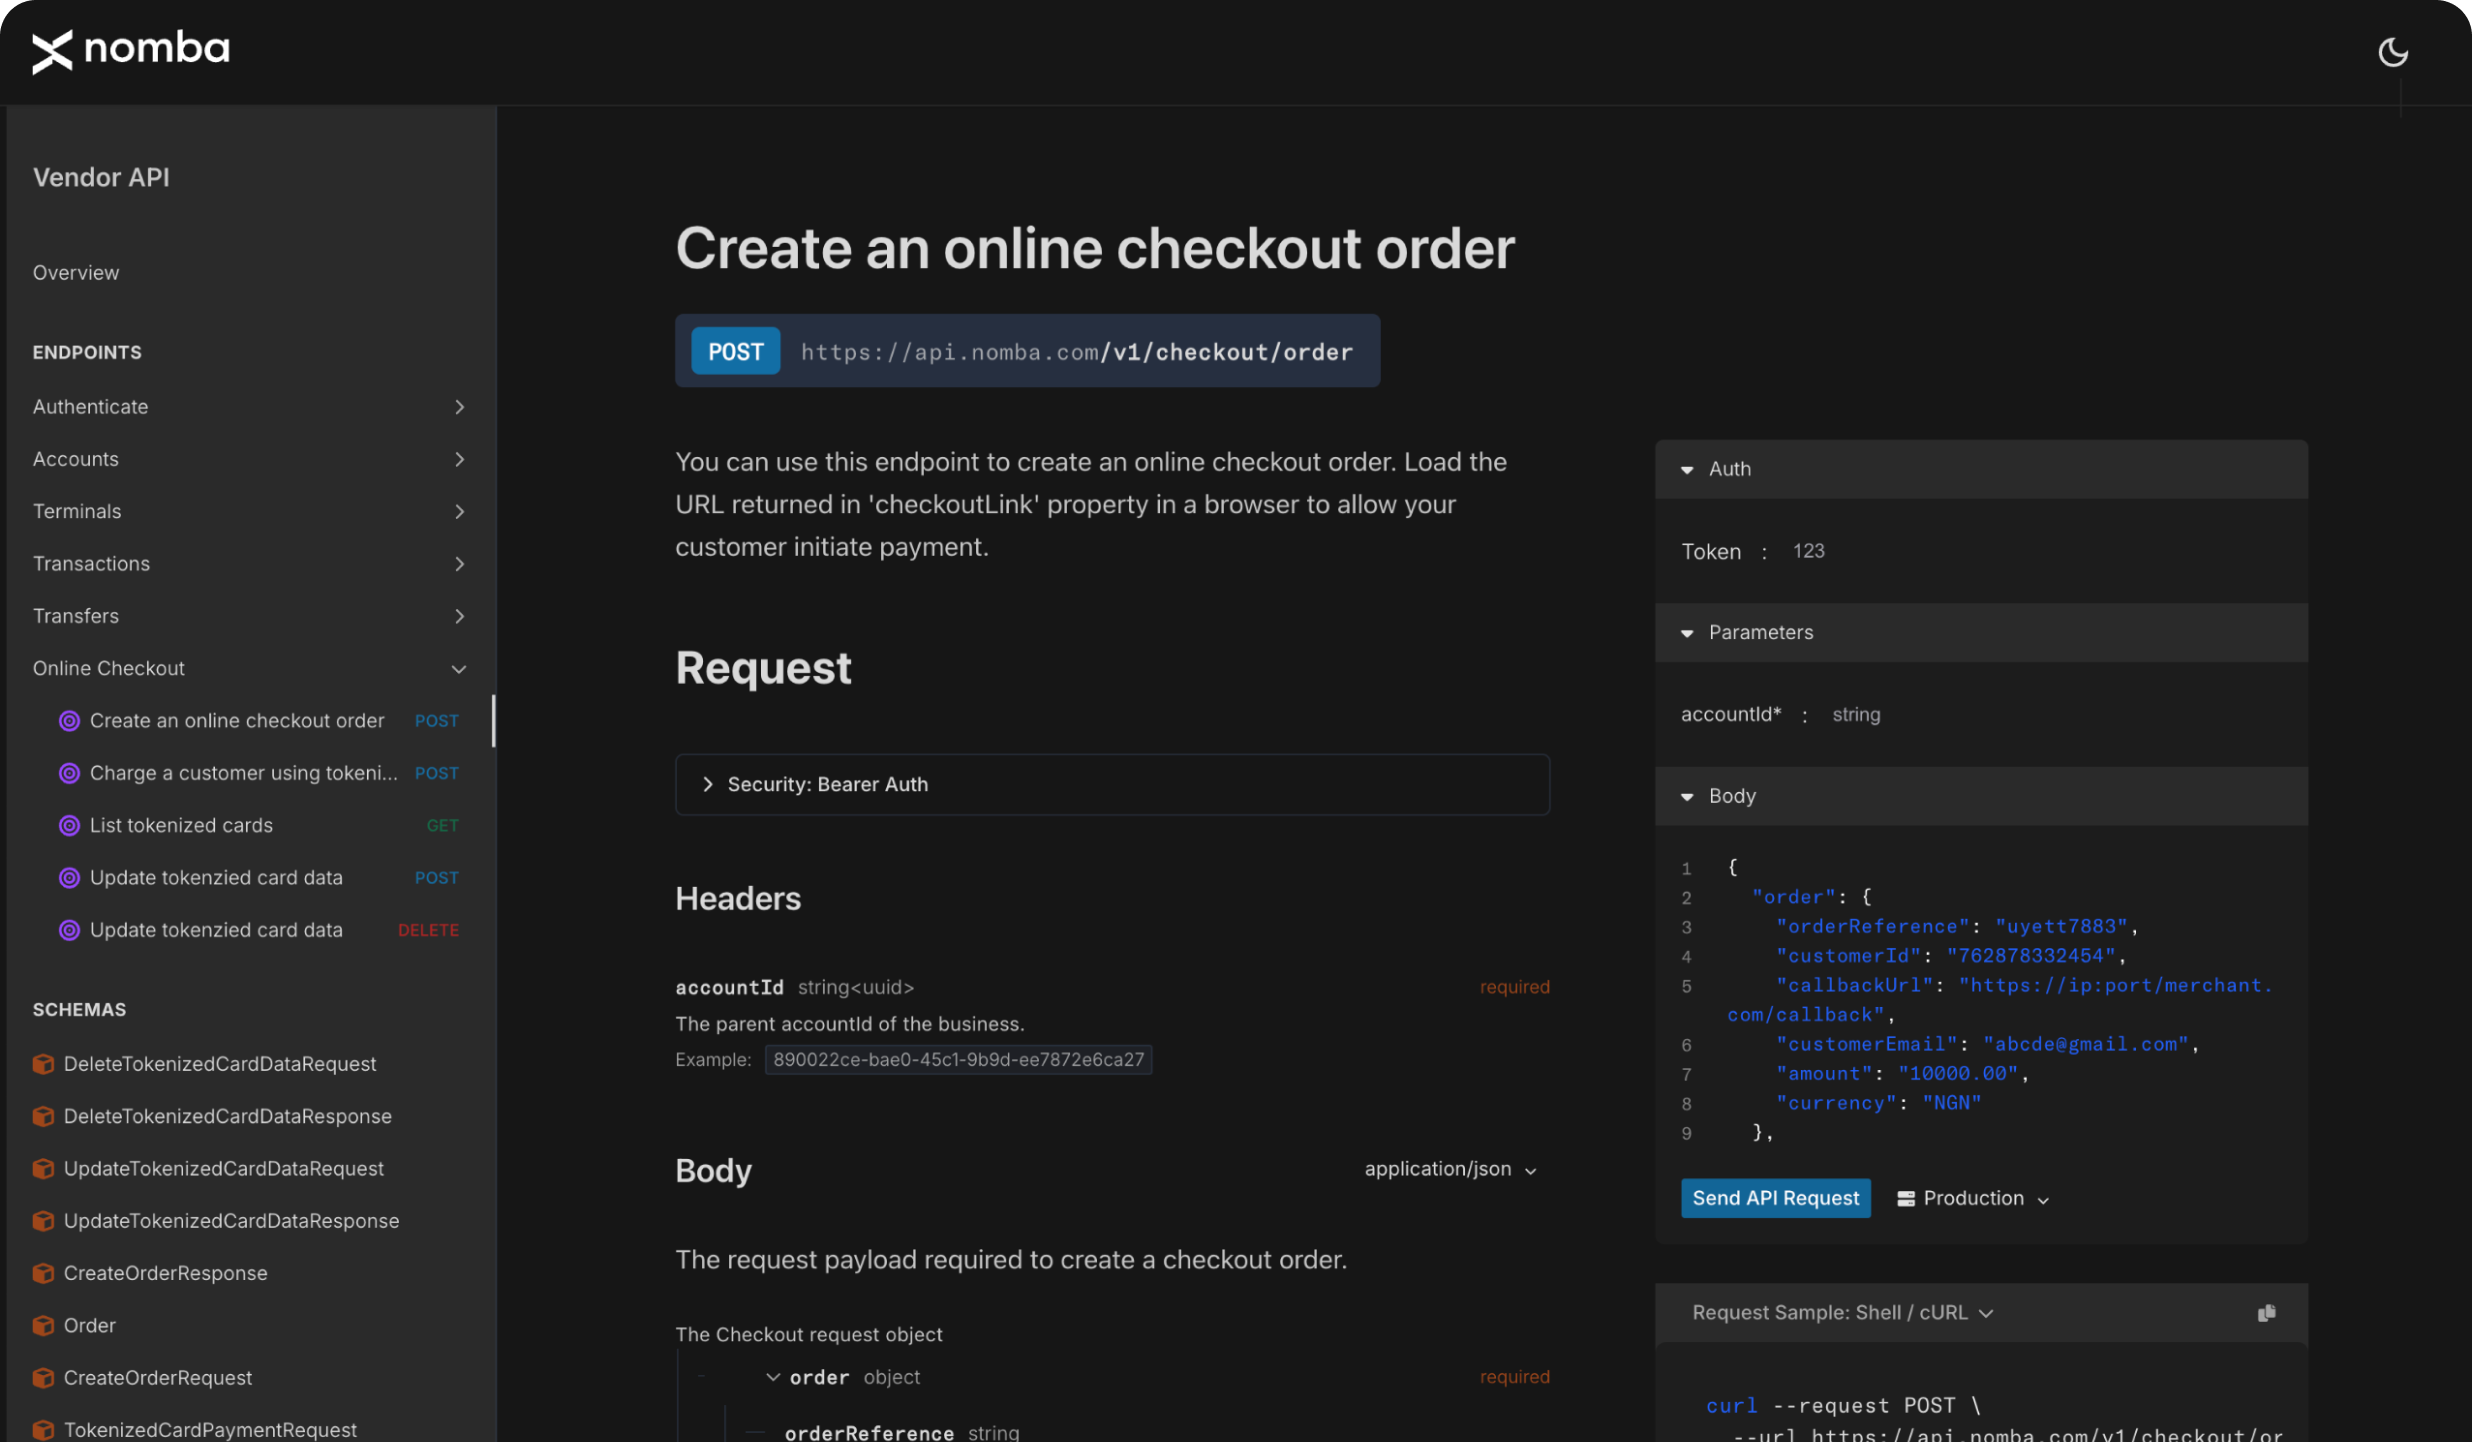 nomba
Vendor API
Overview
ENDPOINTS
Authenticate
Accounts
Terminals
Transactions
Transfers
Online Checkout
Create an online checkout order POST
Charge a customer using tokeni... POST
List tokenized cards GET
Update tokenzied card data POST
Update tokenzied card data DELETE
SCHEMAS
DeleteTokenizedCardDataRequest
DeleteTokenizedCardDataResponse
UpdateTokenizedCardDataRequest
UpdateTokenizedCardDataResponse
CreateOrderResponse
Order
CreateOrderRequest
TokenizedCardPaymentRequest
Create an online checkout order
POST https://api.nomba.com/v1/checkout/order
You can use this endpoint to create an online checkout order. Load the
URL returned in 'checkoutLink' property in a browser to allow your
customer initiate payment.
Request
Security: Bearer Auth
Headers
accountId string<uuid> required
The parent accountId of the business.
Example: 890022ce-bae0-45c1-9b9d-ee7872e6ca27
Body application/json
The request payload required to create a checkout order.
The Checkout request object
order object required
orderReference string
Auth
Token : 123
Parameters
accountId* : string
Body
1 {
2 "order": {
3 "orderReference": "uyett7883",
4 "customerId": "762878332454",
5 "callbackUrl": "https://ip:port/merchant.
com/callback",
6 "customerEmail": "abcde@gmail.com",
7 "amount": "10000.00",
8 "currency": "NGN"
9 },
Send API Request Production
Request Sample: Shell / cURL
curl --request POST \
--url https://api.nomba.com/v1/checkout/or